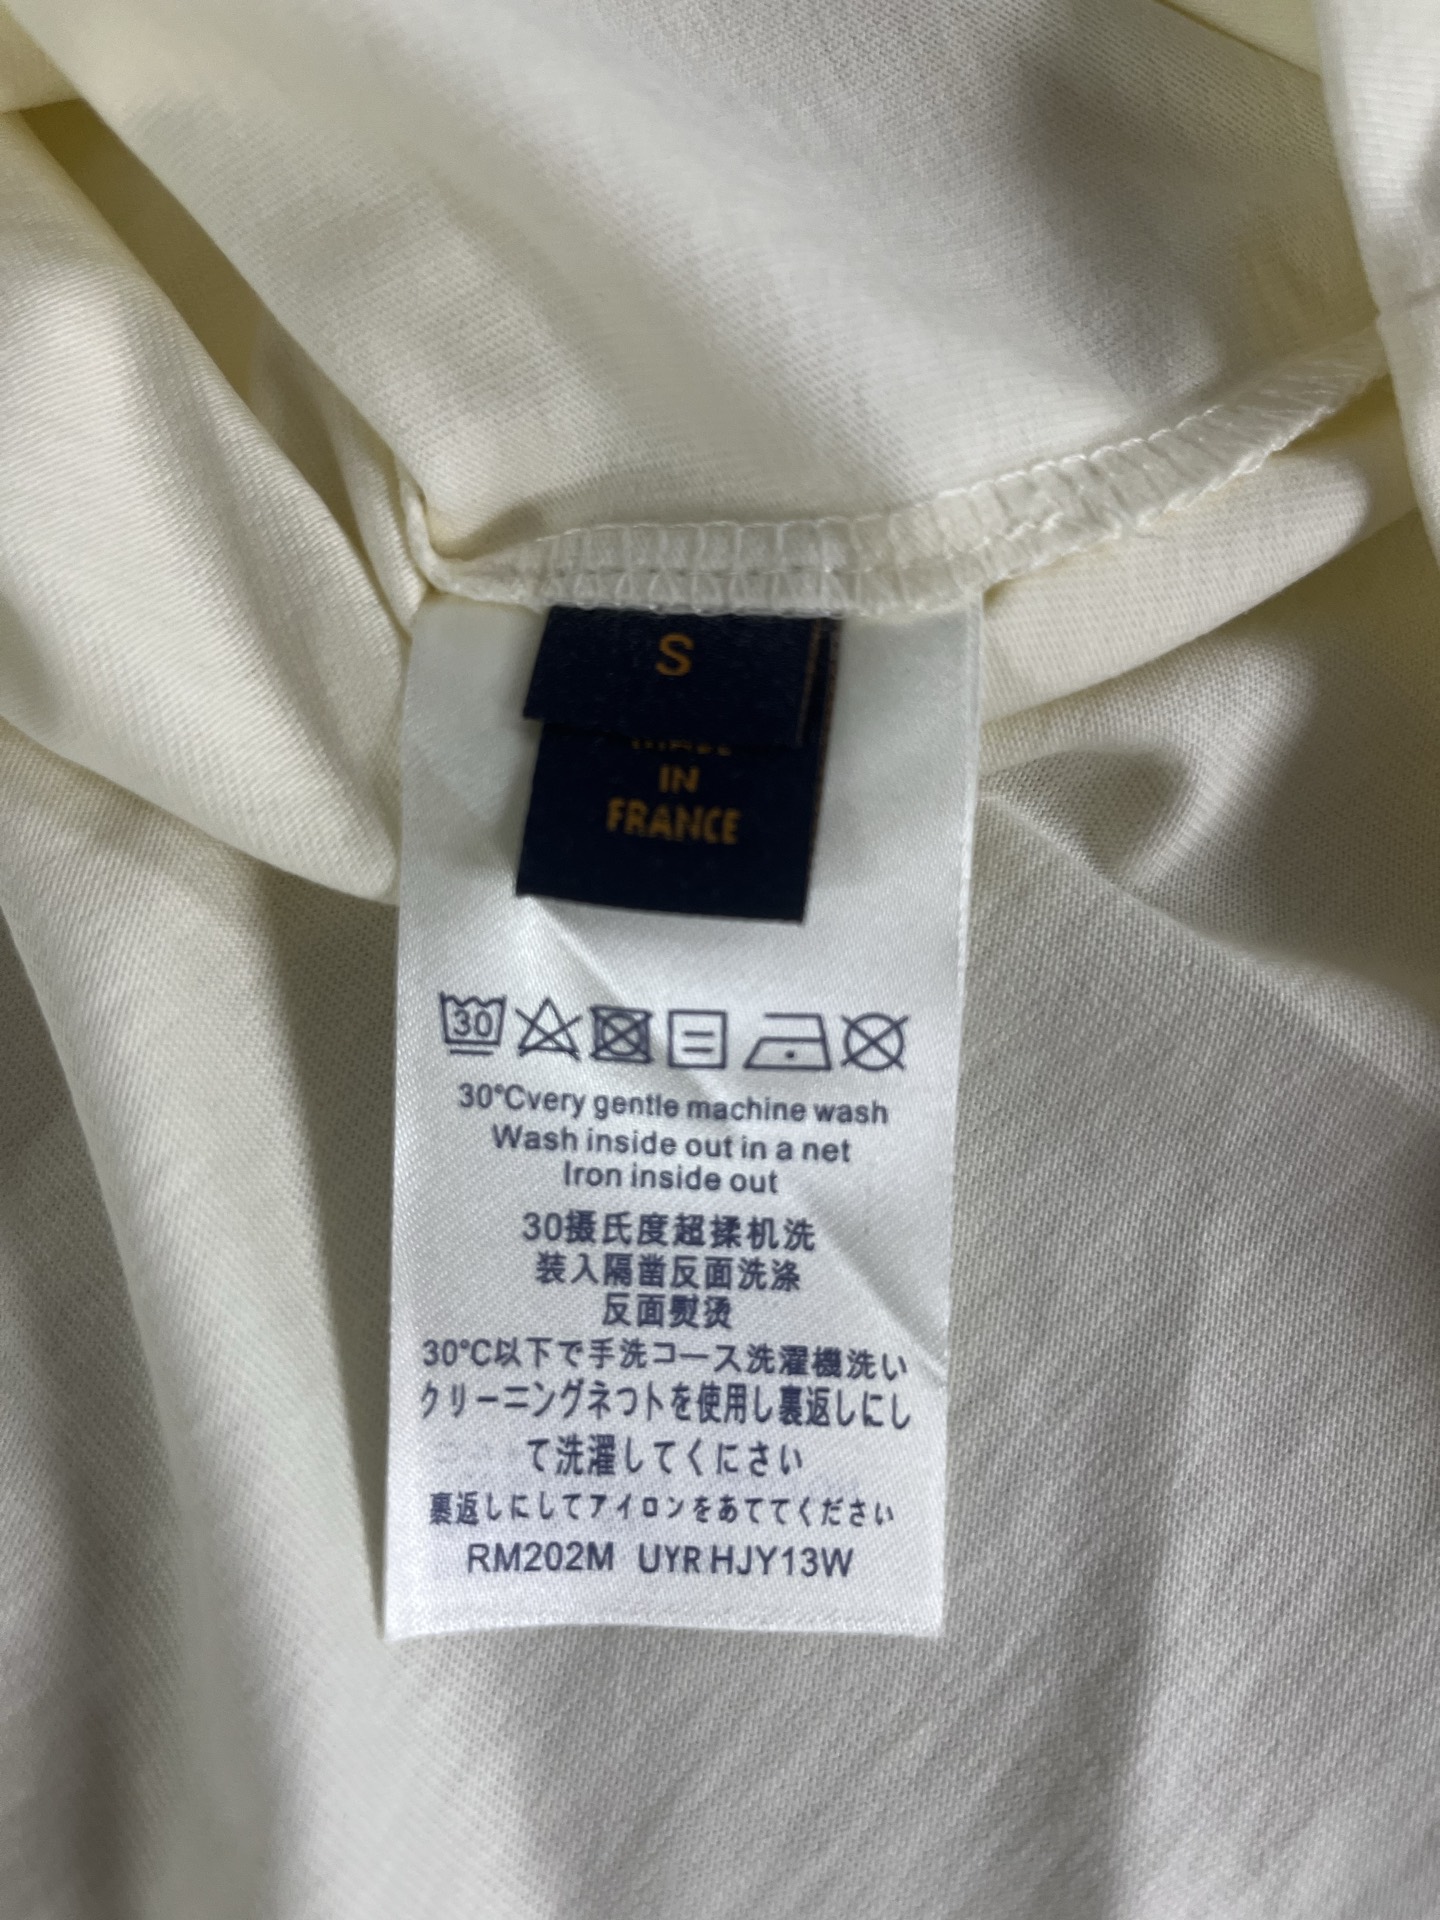 S
MADE
IN
FRANCE
30
30°Cvery gentle machine wash
Wash inside out in a net
Iron inside out
30摄氏度超揉机洗
装入隔凿反面洗涤
反面熨烫
30°C以下で手洗コース洗濯機洗い
クリーニングネつトを使用し裏返しにし
て洗濯してくにさい
裏返しにしてアイロンをあててください
RM202M UYR HJY13W